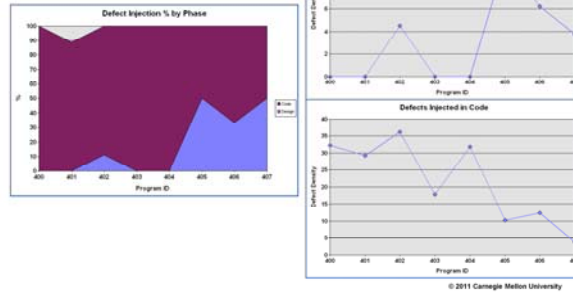 Defect Injection % by Phase
100
90
80
70
60
50
40
30
20
10
0
%
400 401 402 403 404 405 406 407
Program ID
Code
Design
6
4
2
0
400 401 402 403 404 405 406
Program ID
Defects Injected in Code
40
35
30
25
20
15
10
5
0
Defect Density
400 401 402 403 404 405 406
Program ID
© 2011 Carnegie Mellon University